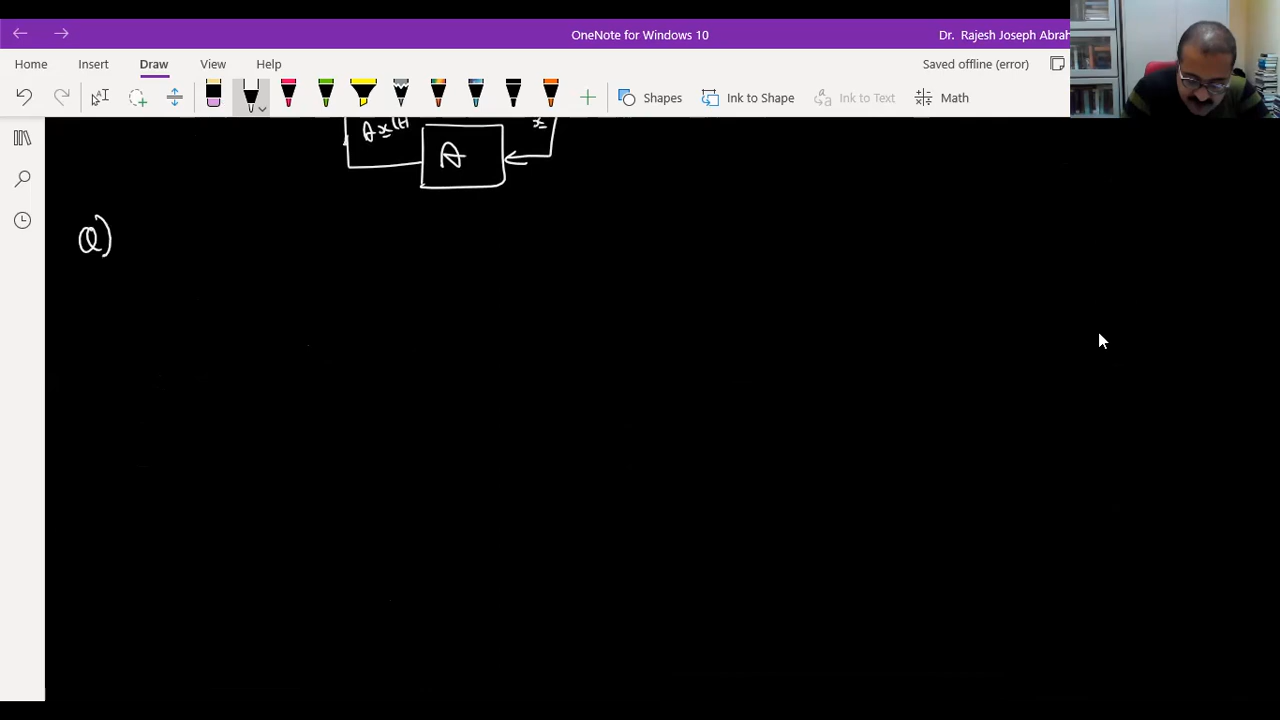 OneNote for Windows 10
Dr. Rajesh Joseph Abrah
Home Insert Draw View Help
Saved offline (error)
Shapes
Ink to Shape
Ink to Text
Math
A x(t)
x
A
Q)